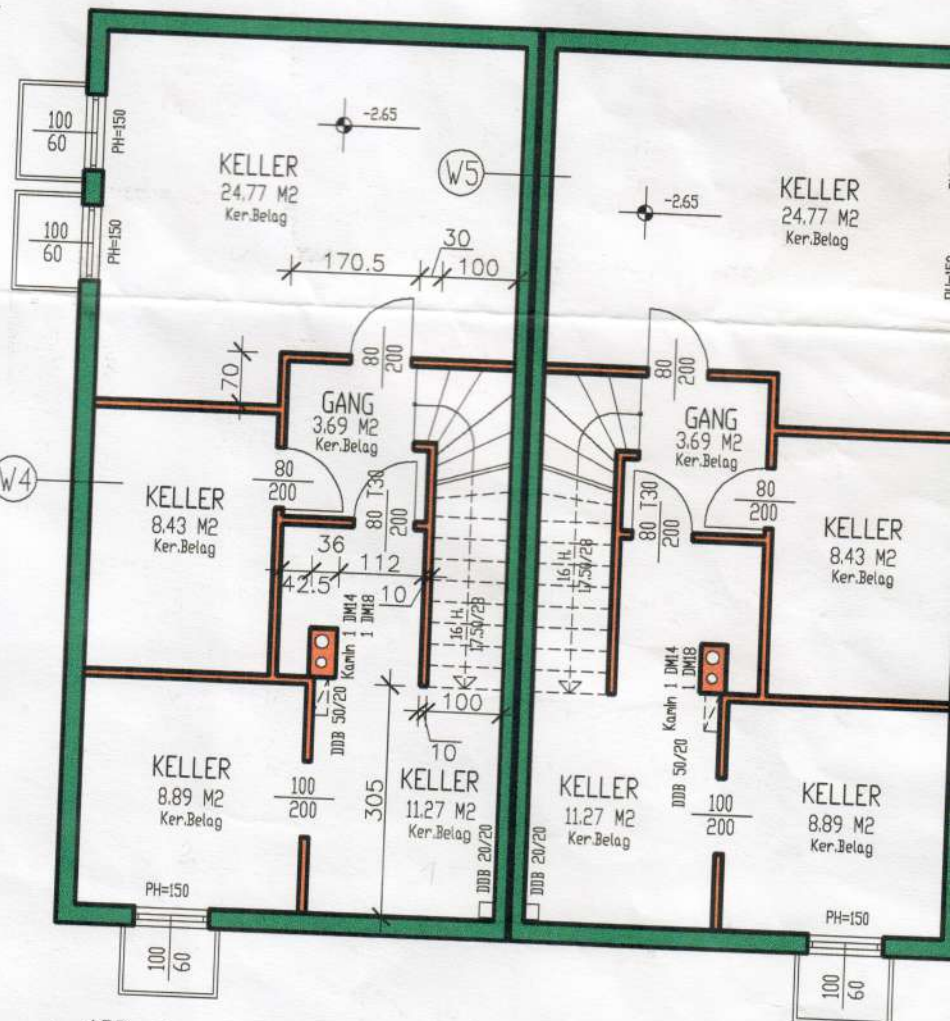 100
60
PH=150
-2.65
KELLER
24.77 M2
Ker.Belag
W5
-2.65
KELLER
24.77 M2
Ker.Belag
100
60
PH=150
170.5
30
100
70
80
200
GANG
3.69 M2
Ker.Belag
80
200
GANG
3.69 M2
Ker.Belag
W4
KELLER
8.43 M2
Ker.Belag
80
200
80 T30
200
80 T30
200
80
200
KELLER
8.43 M2
Ker.Belag
36
42.5
112
10
16 H.
17.50/28
16 H.
17.50/28
Kamin 1 DM14
1 DM18
DDB 50/20
Kamin 1 DM14
1 DM18
DDB 50/20
100
10
305
KELLER
8.89 M2
Ker.Belag
100
200
KELLER
11.27 M2
Ker.Belag
DDB 20/20
KELLER
11.27 M2
Ker.Belag
DDB 20/20
100
200
KELLER
8.89 M2
Ker.Belag
PH=150
100
60
PH=150
100
60